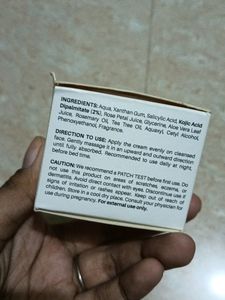 INGREDIENTS: Aqua, Xanthan Gum, Salicylic Acid, Kojic Acid
Dipalmitate (2%), Rose Petal Juice, Glycerine, Aloe Vera Leaf
Juice, Rosemary Oil, Tea Tree Oil, Aquaxyl, Cetyl Alcohol,
Phenoxyethanol, Fragrance.
DIRECTION TO USE: Apply the cream evenly on cleansed
face. Gently massage it in an upward and outward direction
until fully absorbed. Recommended to use daily at night,
before bed time.
CAUTION: We recommend a PATCH TEST before first use. Do
not use this product on areas of scratches, eczema, or
dermatitis. Avoid direct contact with eyes. Discontinue use if
signs of irritation or rashes appear. Keep out of reach of
children. Store in a cool dry place. Consult your physician for
use during pregnancy. For external use only.